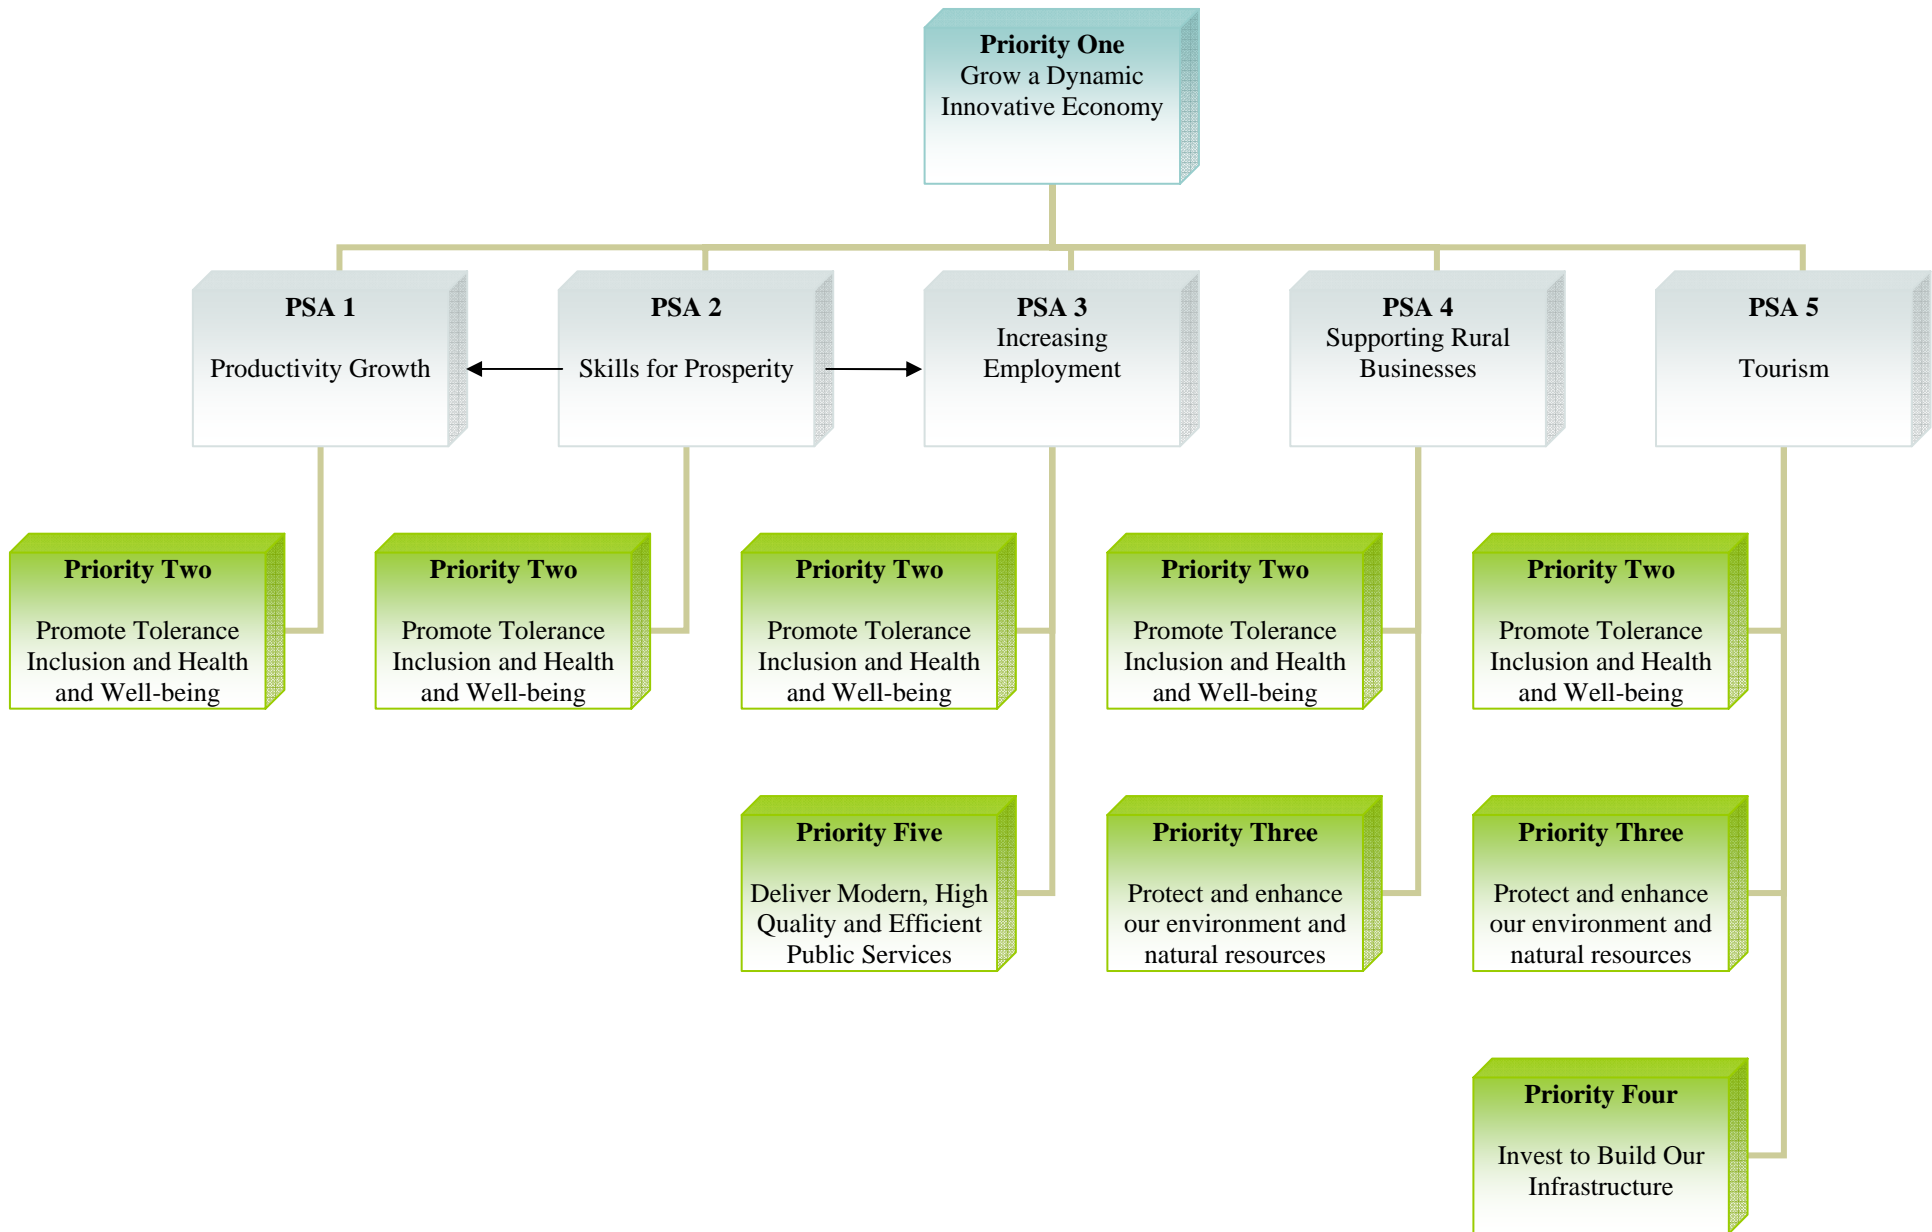 Priority One
Grow a Dynamic
Innovative Economy
PSA 1
Productivity Growth
PSA 2
Skills for Prosperity
PSA 3
Increasing
Employment
PSA 4
Supporting Rural
Businesses
PSA 5
Tourism
Priority Two
Promote Tolerance
Inclusion and Health
and Well-being
Priority Two
Promote Tolerance
Inclusion and Health
and Well-being
Priority Two
Promote Tolerance
Inclusion and Health
and Well-being
Priority Two
Promote Tolerance
Inclusion and Health
and Well-being
Priority Two
Promote Tolerance
Inclusion and Health
and Well-being
Priority Five
Deliver Modern, High
Quality and Efficient
Public Services
Priority Three
Protect and enhance
our environment and
natural resources
Priority Three
Protect and enhance
our environment and
natural resources
Priority Four
Invest to Build Our
Infrastructure